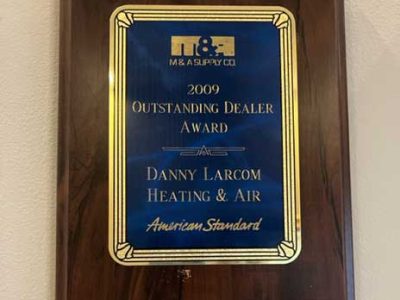 m&a
M & A SUPPLY CO.
2009
OUTSTANDING DEALER
AWARD
DANNY LARCOM
HEATING & AIR
American Standard